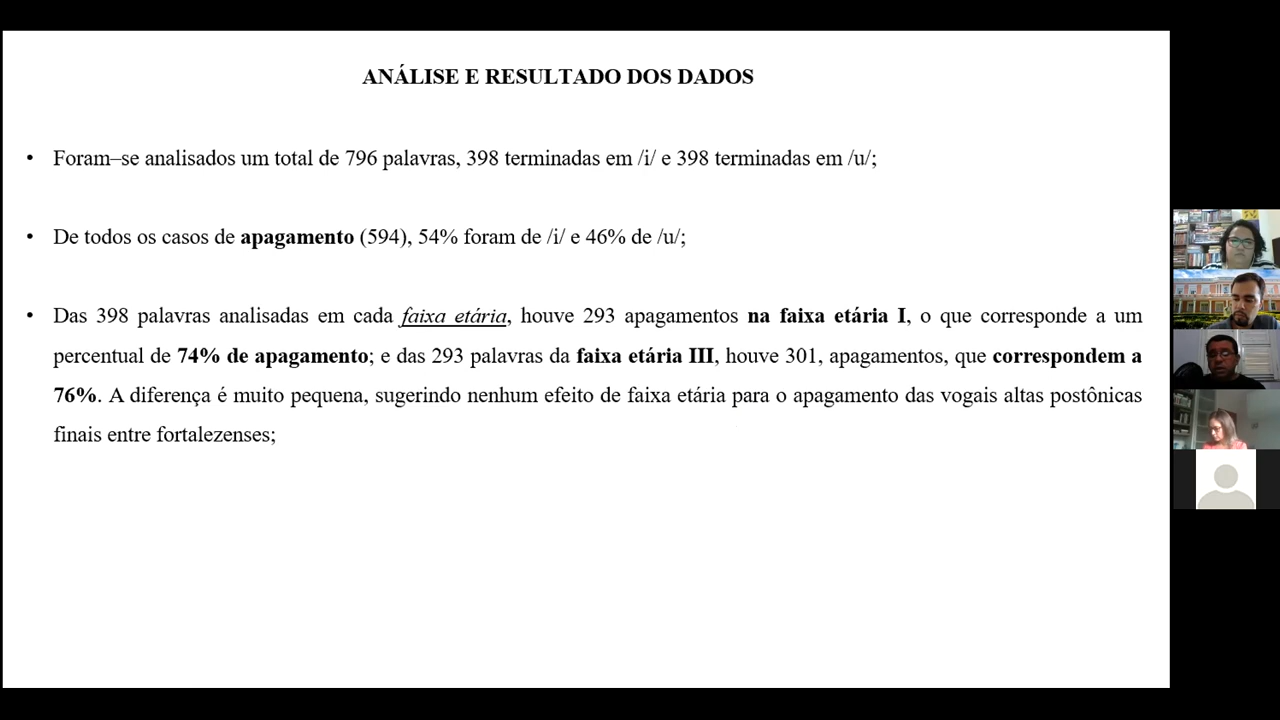 ANÁLISE E RESULTADO DOS DADOS
• Foram–se analisados um total de 796 palavras, 398 terminadas em /i/ e 398 terminadas em /u/;
• De todos os casos de apagamento (594), 54% foram de /i/ e 46% de /u/;
• Das 398 palavras analisadas em cada faixa etária, houve 293 apagamentos na faixa etária I, o que corresponde a um
percentual de 74% de apagamento; e das 293 palavras da faixa etária III, houve 301, apagamentos, que correspondem a
76%. A diferença é muito pequena, sugerindo nenhum efeito de faixa etária para o apagamento das vogais altas postônicas
finais entre fortalezenses;